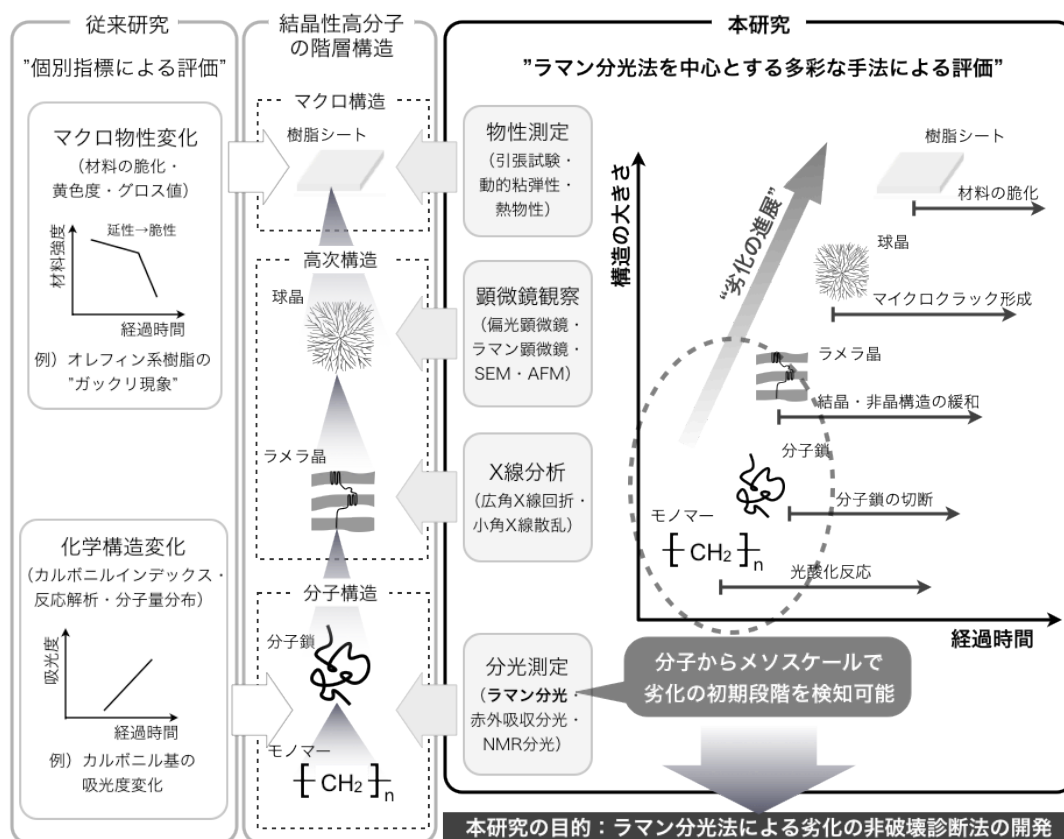 従来研究
"個別指標による評価"
マクロ物性変化
（材料の脆化・
黄色度・グロス値）
材料強度
延性→脆性
経過時間
例）オレフィン系樹脂の
"ガックリ現象"
化学構造変化
（カルボニルインデックス・
反応解析・分子量分布）
吸光度
経過時間
例）カルボニル基の
吸光度変化
結晶性高分子
の階層構造
マクロ構造
樹脂シート
高次構造
球晶
ラメラ晶
分子構造
分子鎖
モノマー
[CH₂]n
本研究
"ラマン分光法を中心とする多彩な手法による評価"
物性測定
（引張試験・
動的粘弾性・
熱物性）
顕微鏡観察
（偏光顕微鏡・
ラマン顕微鏡・
SEM・AFM）
X線分析
（広角X線回折・
小角X線散乱）
分光測定
（ラマン分光・
赤外吸収分光・
NMR分光）
構造の大きさ
"劣化の進展"
樹脂シート
材料の脆化
球晶
マイクロクラック形成
ラメラ晶
結晶・非晶構造の緩和
分子鎖
分子鎖の切断
モノマー
[CH₂]n
光酸化反応
経過時間
分子からメソスケールで
劣化の初期段階を検知可能
本研究の目的：ラマン分光法による劣化の非破壊診断法の開発